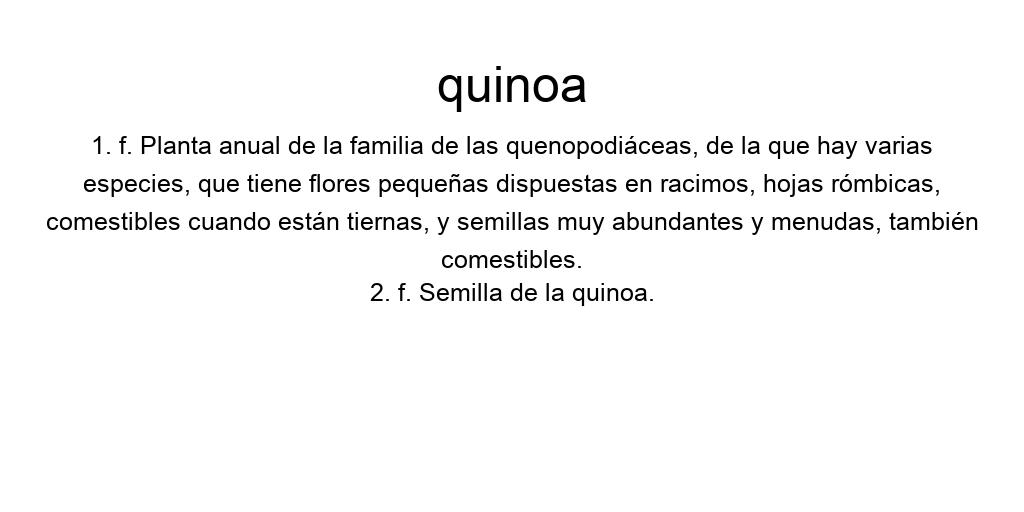 quinoa
1. f. Planta anual de la familia de las quenopodiáceas, de la que hay varias
especies, que tiene flores pequeñas dispuestas en racimos, hojas rómbicas,
comestibles cuando están tiernas, y semillas muy abundantes y menudas, también
comestibles.
2. f. Semilla de la quinoa.